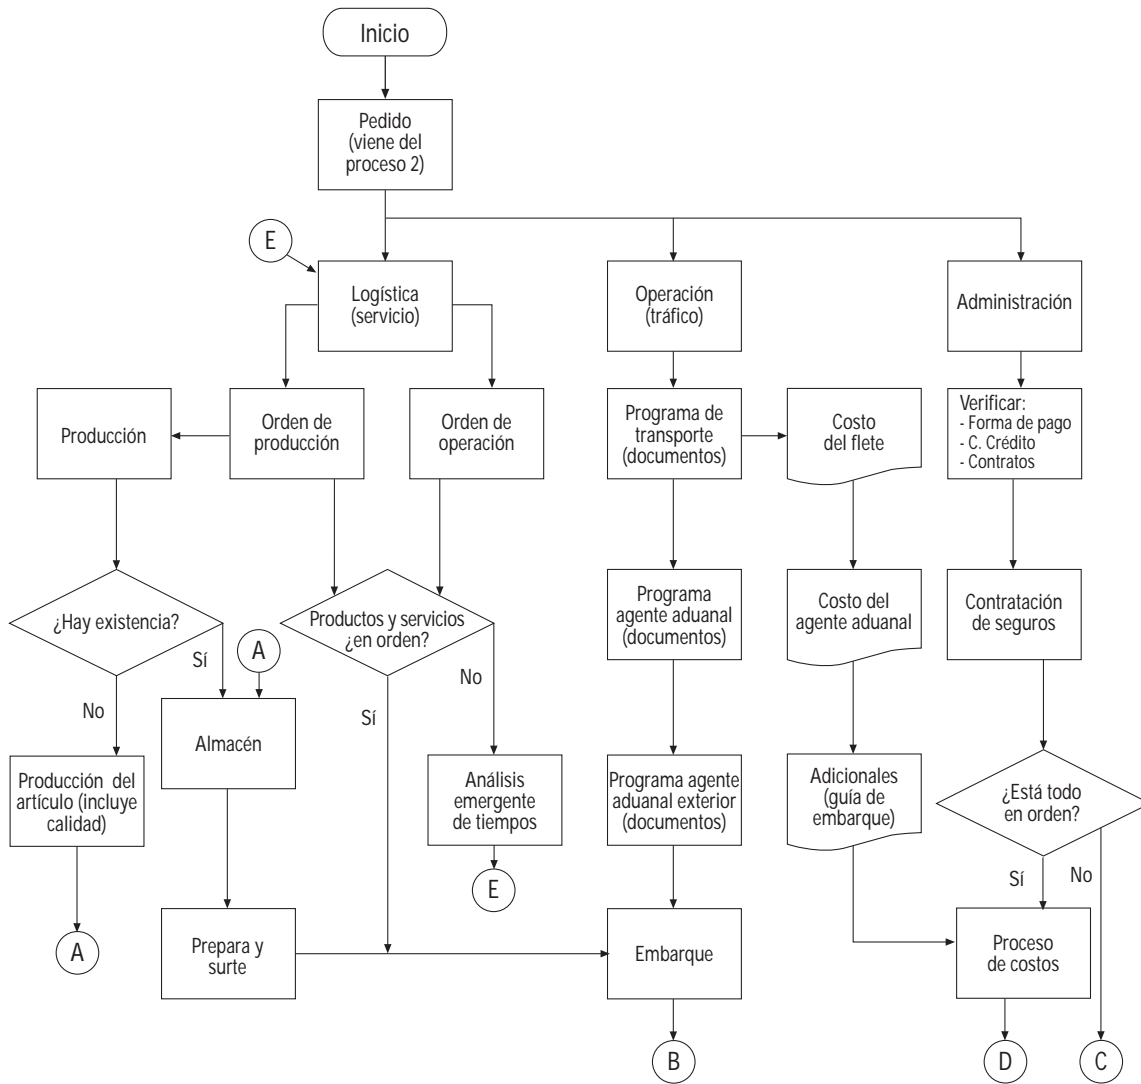 Inicio
Pedido
(viene del
proceso 2)
E
Logística
(servicio)
Operación
(tráfico)
Administración
Producción
Orden de
producción
Orden de
operación
Programa de
transporte
(documentos)
Costo
del flete
Verificar:
- Forma de pago
- C. Crédito
- Contratos
¿Hay existencia?
Sí
No
Productos y servicios
¿en orden?
A
No
Sí
Programa
agente aduanal
(documentos)
Costo del
agente aduanal
Contratación
de seguros
Almacén
Producción del
artículo (incluye
calidad)
Análisis
emergente
de tiempos
Programa agente
aduanal exterior
(documentos)
Adicionales
(guía de
embarque)
¿Está todo
en orden?
Sí
No
E
A
Prepara y
surte
Embarque
Proceso
de costos
B
D
C